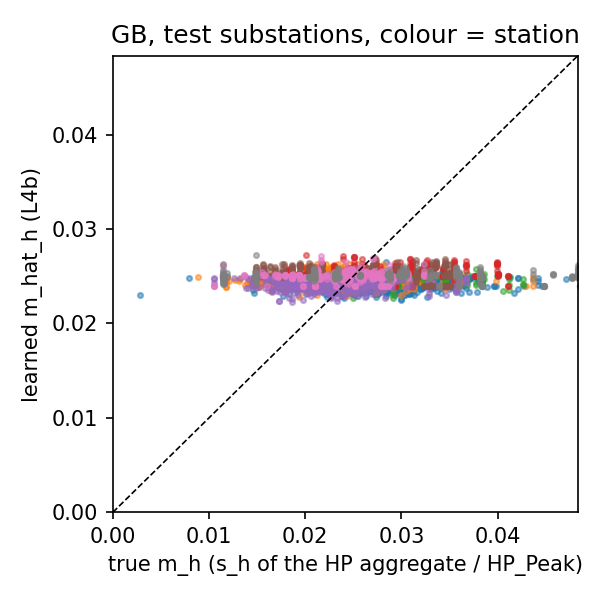 GB, test substations, colour = station
learned m_hat_h (L4b)
0.04
0.03
0.02
0.01
0.00
0.00 0.01 0.02 0.03 0.04
true m_h (s_h of the HP aggregate / HP_Peak)